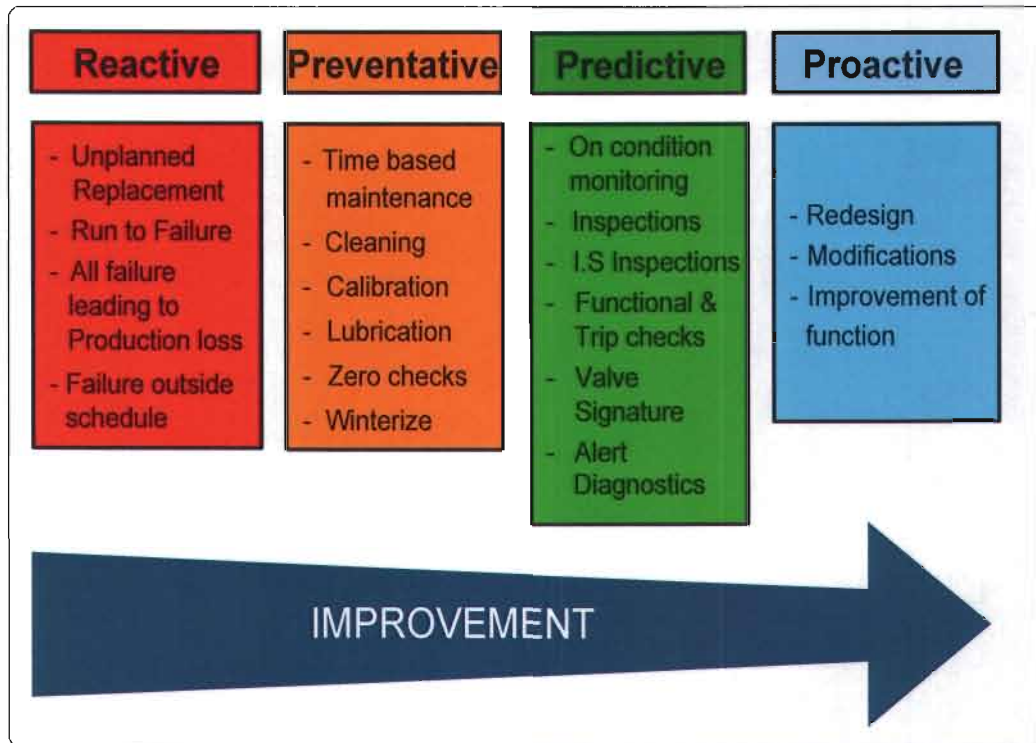 Reactive
Preventative
Predictive
Proactive
- Unplanned
Replacement
- Run to Failure
- All failure
leading to
Production loss
- Failure outside
schedule
- Time based
maintenance
- Cleaning
- Calibration
- Lubrication
- Zero checks
- Winterize
- On condition
monitoring
- Inspections
- I.S Inspections
- Functional &
Trip checks
- Valve
Signature
- Alert
Diagnostics
- Redesign
- Modifications
- Improvement of
function
IMPROVEMENT